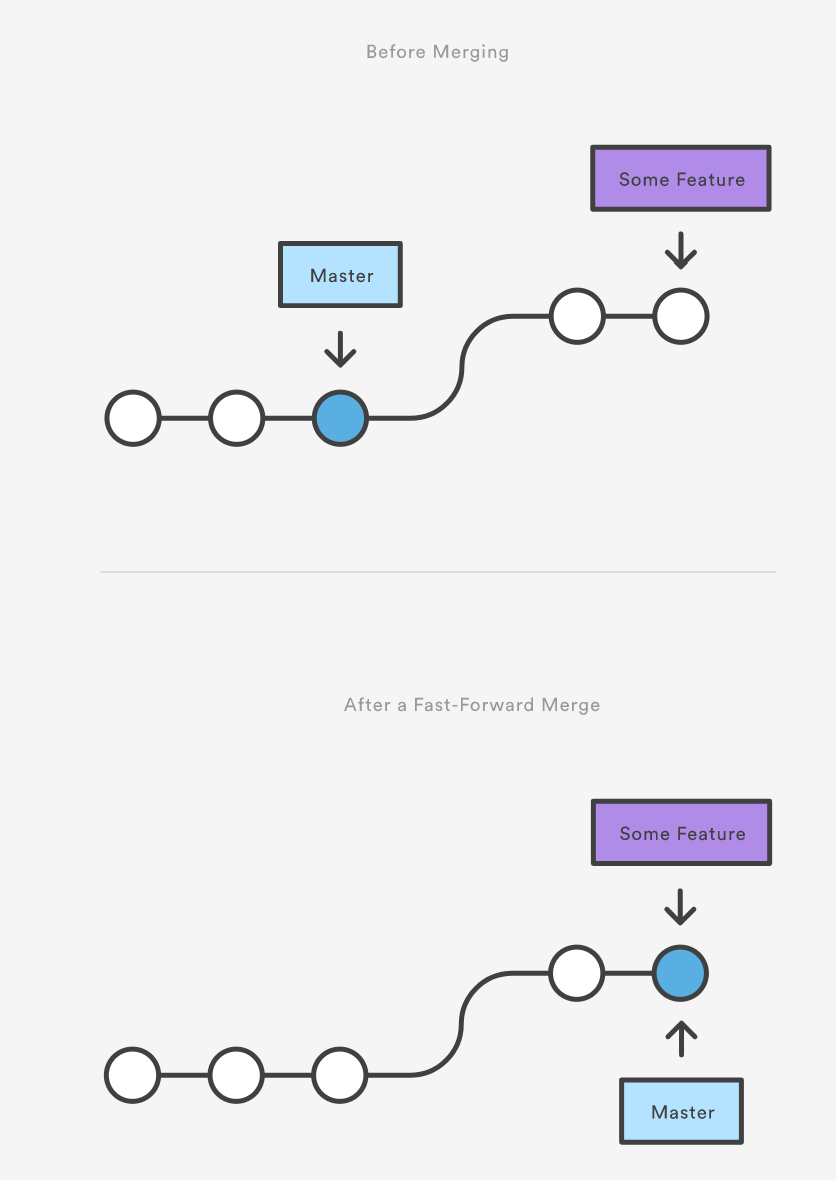 Before Merging
Some Feature
Master
After a Fast-Forward Merge
Some Feature
Master